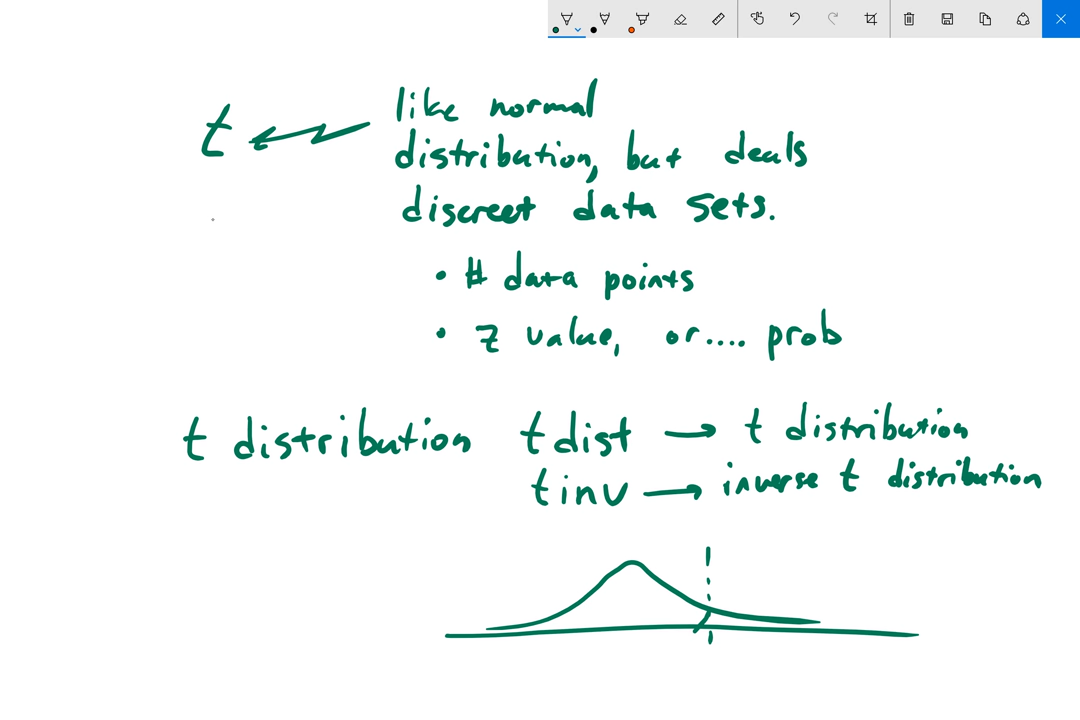 t
like normal
distribution, but deals
discreet data sets.
• # data points
• z value, or.... prob
t distribution
tdist → t distribution
tinv → inverse t distribution